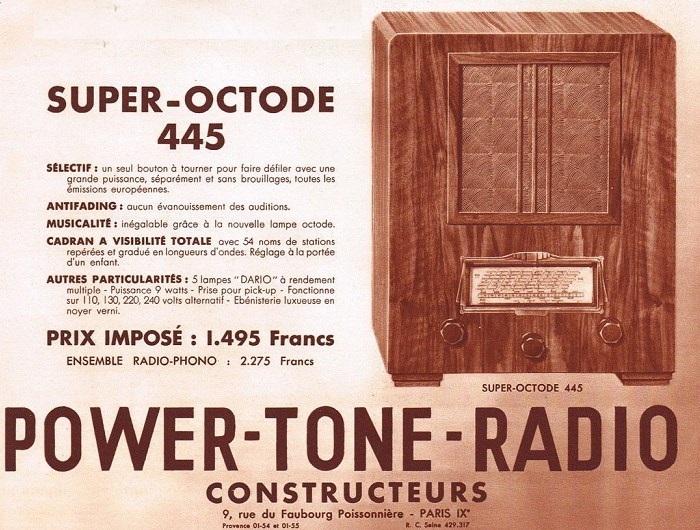 SUPER-OCTODE
445
SÉLECTIF : un seul bouton à tourner pour faire défiler avec une
grande puissance, séparément et sans brouillages, toutes les
émissions européennes.
ANTIFADING : aucun évanouissement des auditions.
MUSICALITÉ : inégalable grâce à la nouvelle lampe octode.
CADRAN A VISIBILITÉ TOTALE avec 54 noms de stations
repérées et gradué en longueurs d'ondes. Réglage à la portée
d'un enfant.
AUTRES PARTICULARITÉS : 5 lampes "DARIO" à rendement
multiple - Puissance 9 watts - Prise pour pick-up - Fonctionne
sur 110, 130, 220, 240 volts alternatif - Ebénisterie luxueuse en
noyer verni.
PRIX IMPOSÉ : 1.495 Francs
ENSEMBLE RADIO-PHONO : 2.275 Francs
SUPER-OCTODE 445
POWER-TONE-RADIO
CONSTRUCTEURS
9, rue du Faubourg Poissonnière - PARIS IXᵉ
Provence 01-54 et 01-55 R. C. Seine 429.317